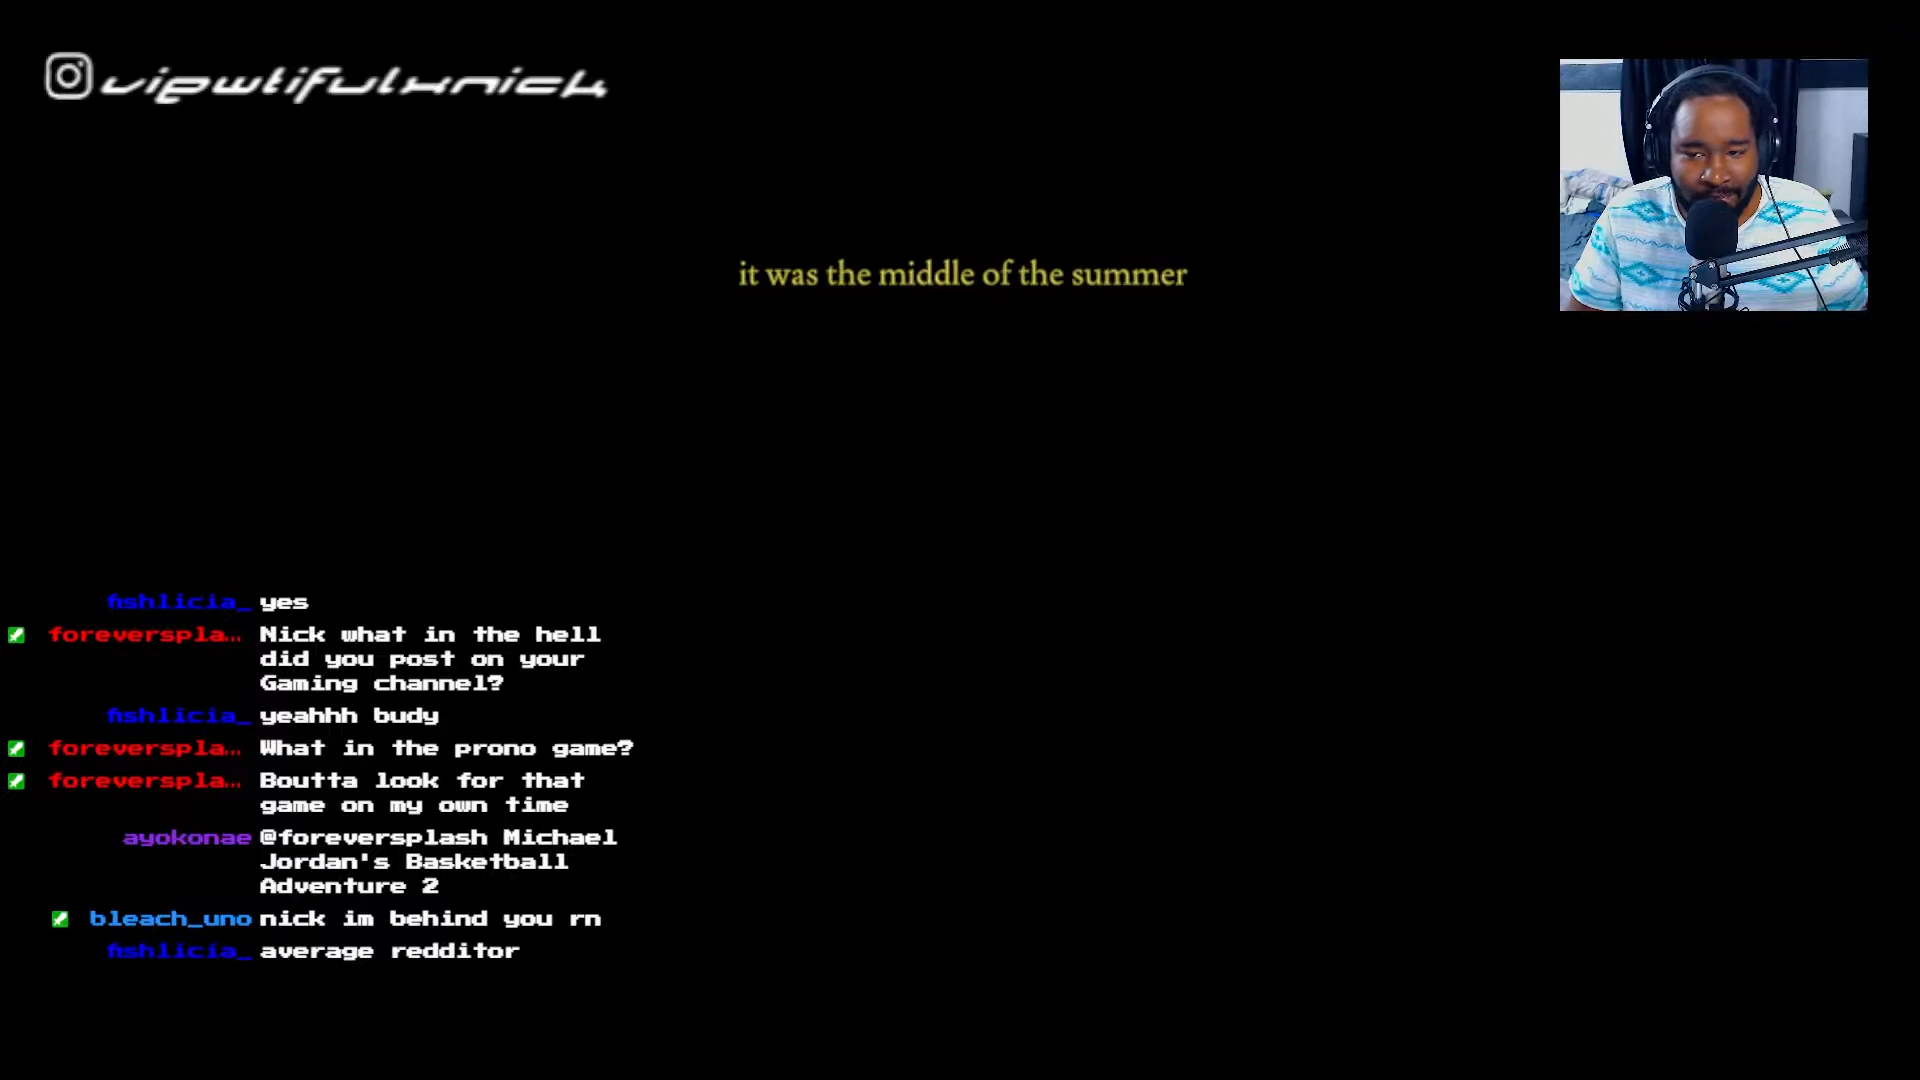 viewtifulxnick
it was the middle of the summer
fishlicia_ yes
foreverspla... Nick what in the hell
did you post on your
Gaming channel?
fishlicia_ yeahhh budy
foreverspla... What in the prono game?
foreverspla... Boutta look for that
game on my own time
ayokonae @foreversplash Michael
Jordan's Basketball
Adventure 2
bleach_uno nick im behind you rn
fishlicia_ average redditor